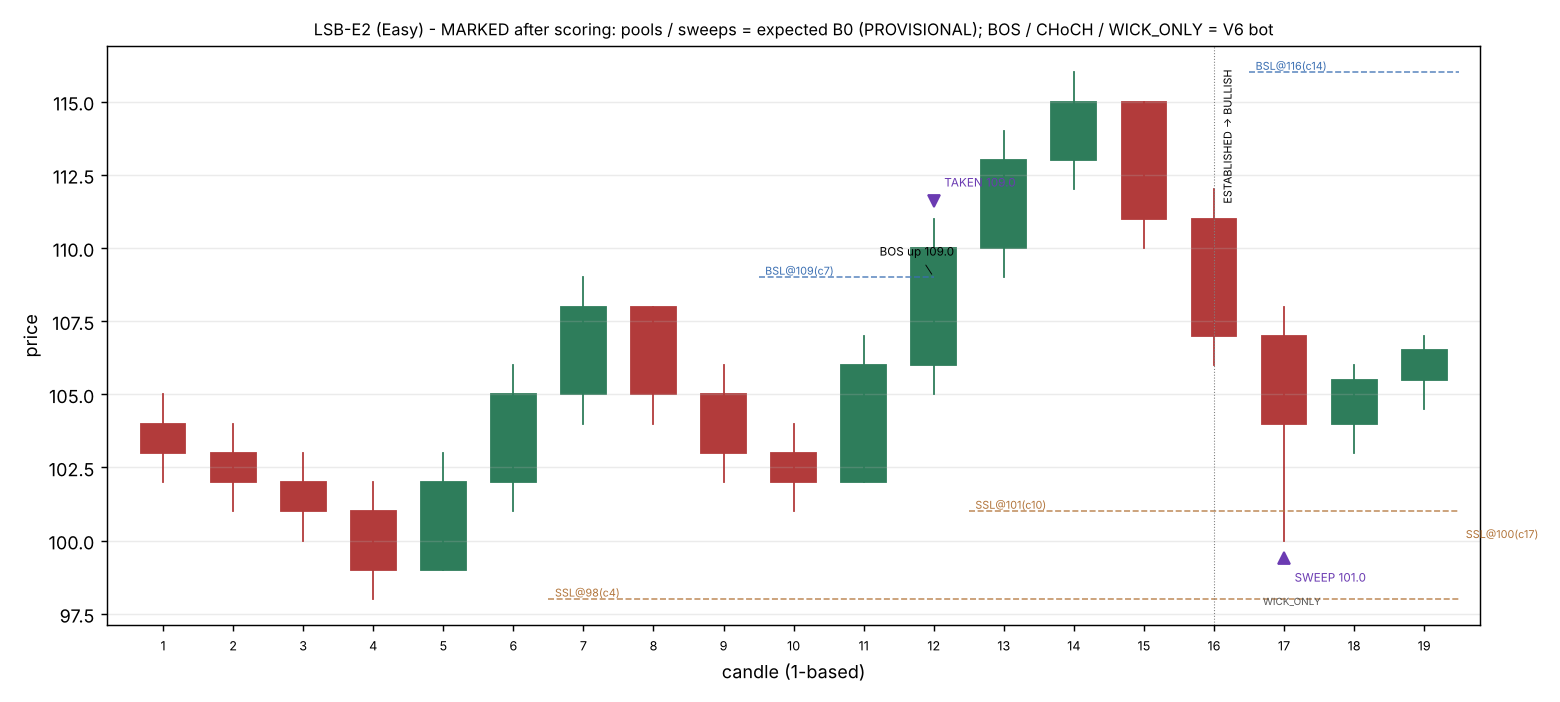 LSB-E2 (Easy) - MARKED after scoring: pools / sweeps = expected B0 (PROVISIONAL); BOS / CHoCH / WICK_ONLY = V6 bot
BSL@116(c14)
ESTABLISHED → BULLISH
TAKEN 109.0
BOS up 109.0
BSL@109(c7)
SSL@101(c10)
SSL@100(c17)
SWEEP 101.0
SSL@98(c4)
WICK_ONLY
price
115.0
112.5
110.0
107.5
105.0
102.5
100.0
97.5
1 2 3 4 5 6 7 8 9 10 11 12 13 14 15 16 17 18 19
candle (1-based)